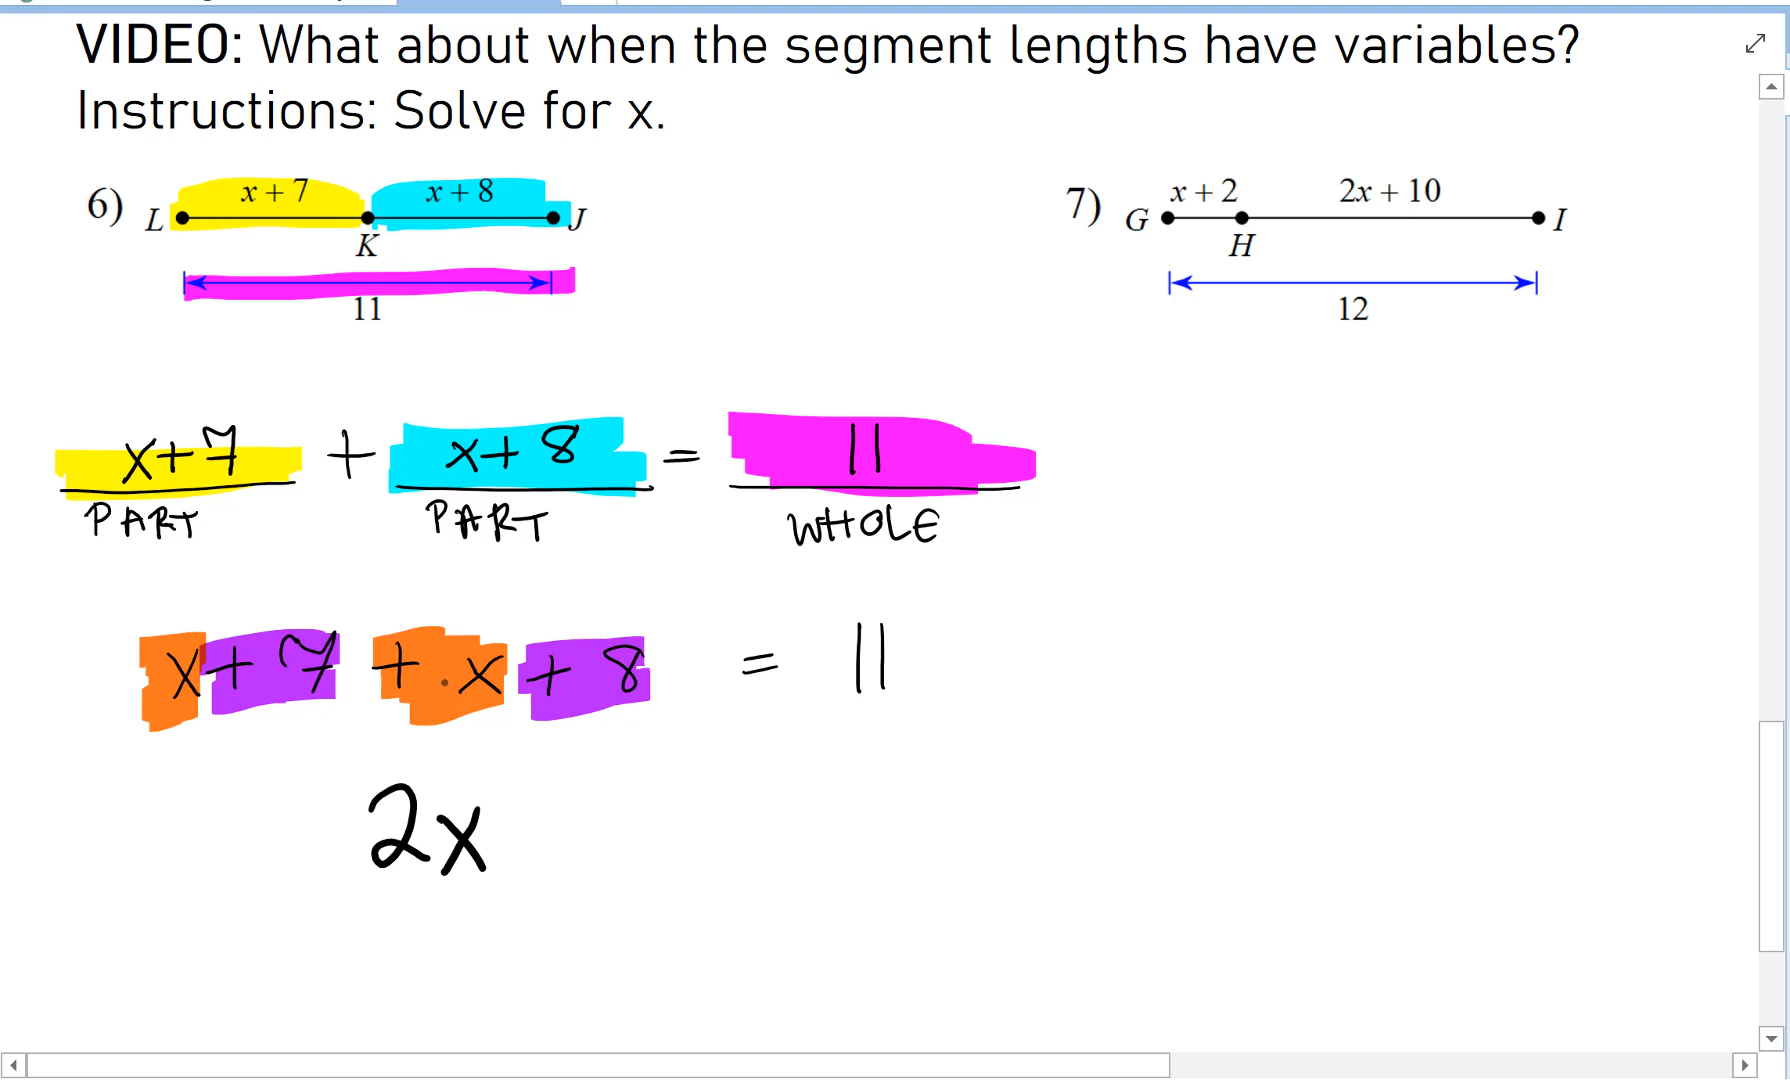 VIDEO: What about when the segment lengths have variables?
Instructions: Solve for x.
6) L x + 7 K x + 8 J
11
7) G x + 2 H 2x + 10 I
12
x+7 + x+8 = 11
PART PART WHOLE
x+7 + x+8 = 11
2x